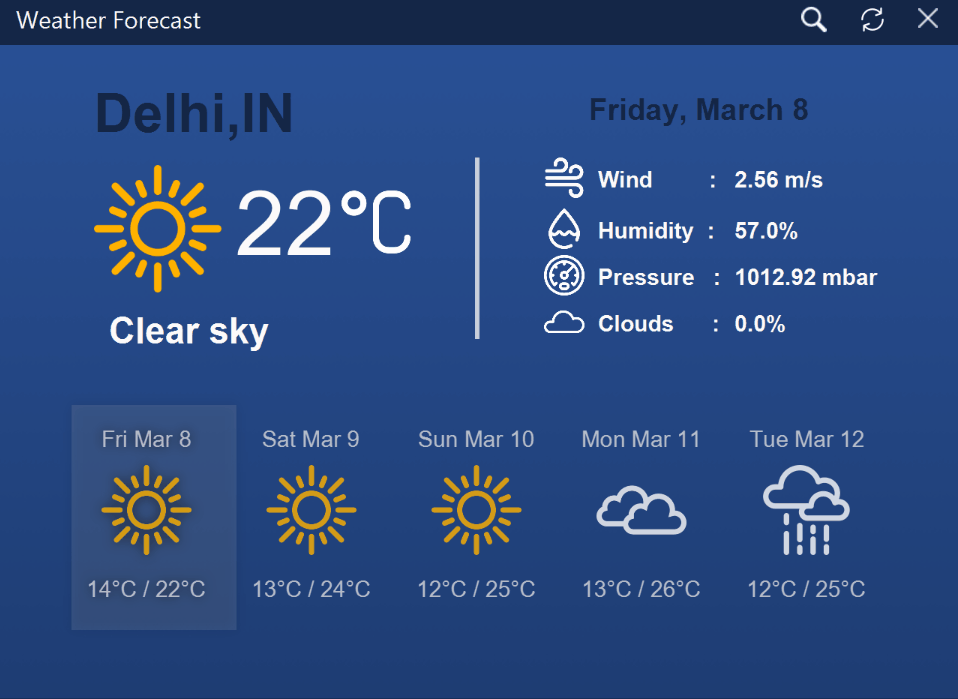 Weather Forecast
Delhi,IN
22°C
Clear sky
Friday, March 8
Wind : 2.56 m/s
Humidity : 57.0%
Pressure : 1012.92 mbar
Clouds : 0.0%
Fri Mar 8
14°C / 22°C
Sat Mar 9
13°C / 24°C
Sun Mar 10
12°C / 25°C
Mon Mar 11
13°C / 26°C
Tue Mar 12
12°C / 25°C